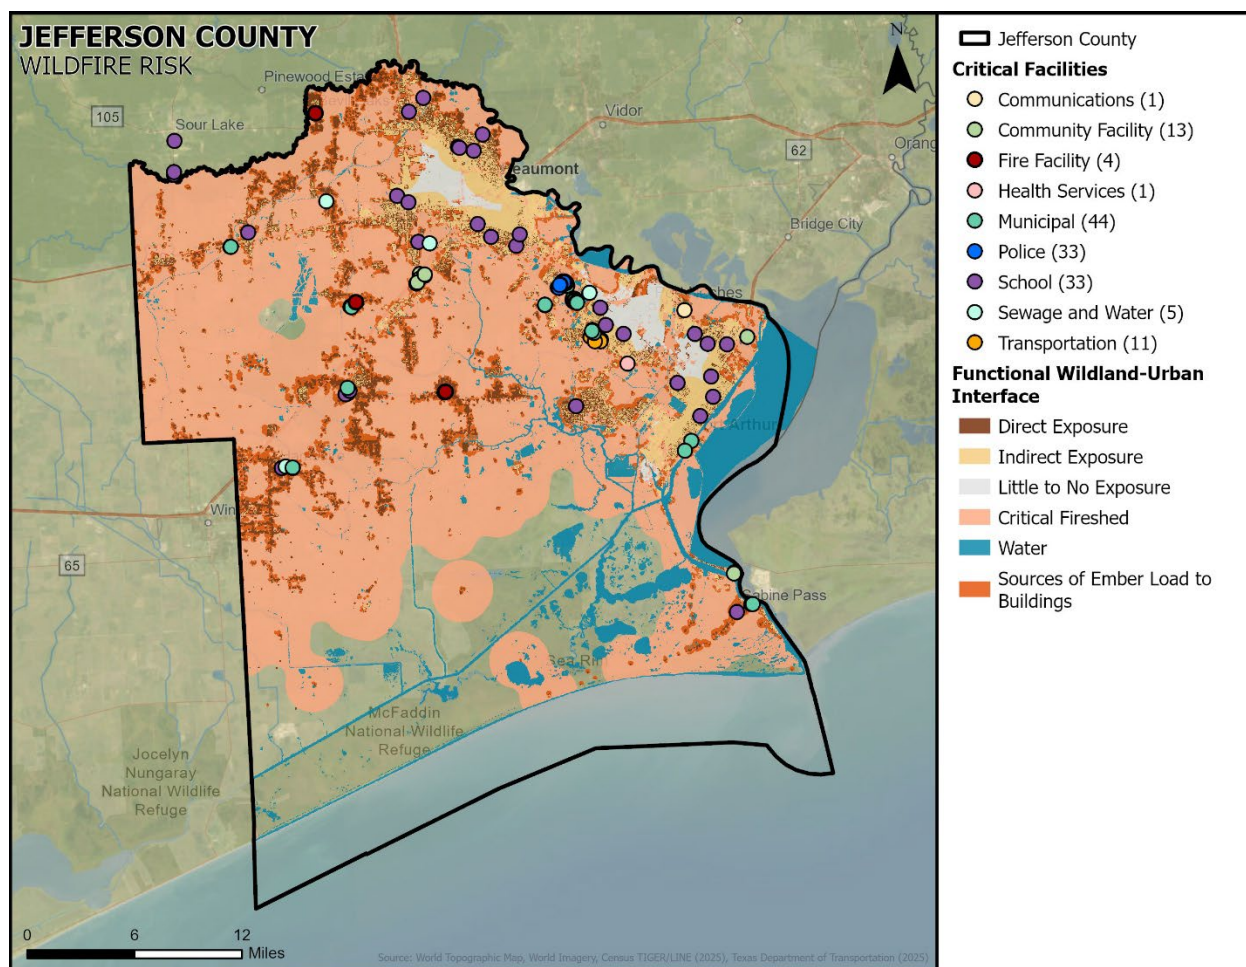 JEFFERSON COUNTY
WILDFIRE RISK
N
Pinewood Esta
105
Sour Lake
Vidor
62
Orang
eaumont
Bridge City
ches
Arthur
Win
65
Sabine Pass
Sea Rim
McFaddin
National Wildlife
Refuge
Jocelyn
Nungaray
National Wildlife
Refuge
0 6 12
Miles
Source: World Topographic Map, World Imagery, Census TIGER/LINE (2025), Texas Department of Transportation (2025)
Jefferson County
Critical Facilities
Communications (1)
Community Facility (13)
Fire Facility (4)
Health Services (1)
Municipal (44)
Police (33)
School (33)
Sewage and Water (5)
Transportation (11)
Functional Wildland-Urban
Interface
Direct Exposure
Indirect Exposure
Little to No Exposure
Critical Fireshed
Water
Sources of Ember Load to
Buildings